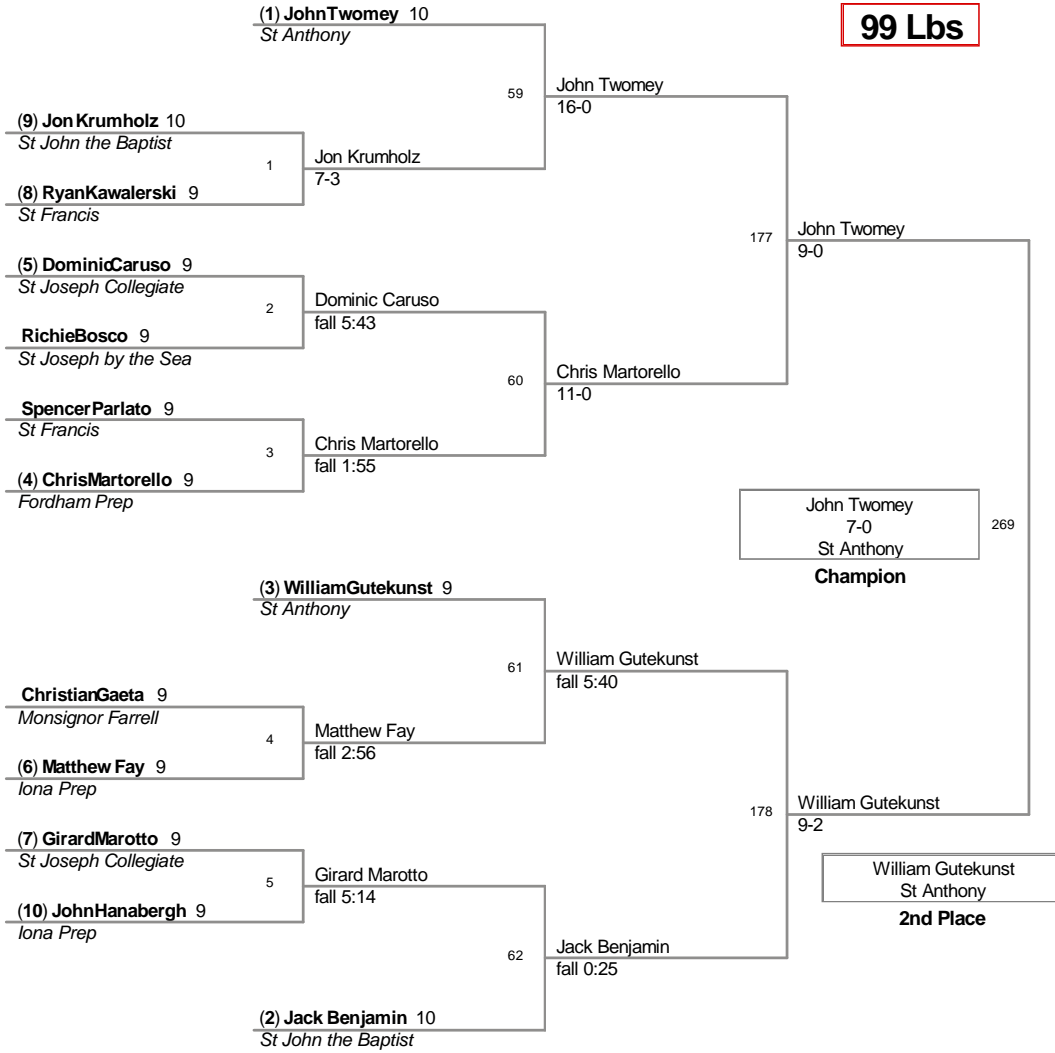 (1) JohnTwomey 10
St Anthony
99 Lbs
59
John Twomey
16-0
(9) Jon Krumholz 10
St John the Baptist
1
Jon Krumholz
7-3
(8) RyanKawalerski 9
St Francis
177
John Twomey
9-0
(5) DominicCaruso 9
St Joseph Collegiate
2
Dominic Caruso
fall 5:43
RichieBosco 9
St Joseph by the Sea
60
Chris Martorello
11-0
SpencerParlato 9
St Francis
3
Chris Martorello
fall 1:55
(4) ChrisMartorello 9
Fordham Prep
John Twomey
7-0
St Anthony
269
Champion
(3) WilliamGutekunst 9
St Anthony
61
William Gutekunst
fall 5:40
ChristianGaeta 9
Monsignor Farrell
4
Matthew Fay
fall 2:56
(6) Matthew Fay 9
Iona Prep
178
William Gutekunst
9-2
(7) GirardMarotto 9
St Joseph Collegiate
5
Girard Marotto
fall 5:14
(10) JohnHanabergh 9
Iona Prep
William Gutekunst
St Anthony
2nd Place
62
Jack Benjamin
fall 0:25
(2) Jack Benjamin 10
St John the Baptist